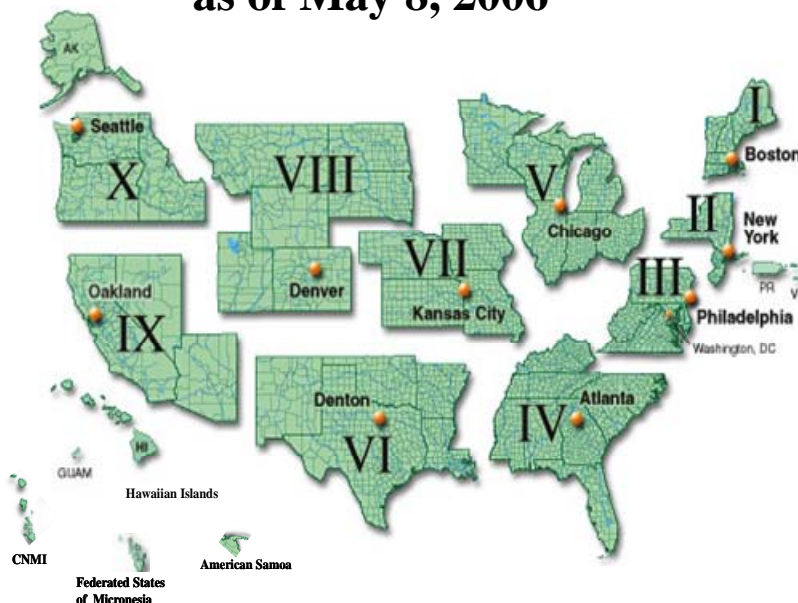 as of May 8, 2006
AK
Seattle
X
VIII
V
Chicago
I
Boston
II
New
York
PR
III
Philadelphia
Washington, DC
VII
Kansas City
Denver
Oakland
IX
Denton
VI
Atlanta
IV
HI
GUAM
Hawaiian Islands
CNMI
American Samoa
Federated States
of Micronesia